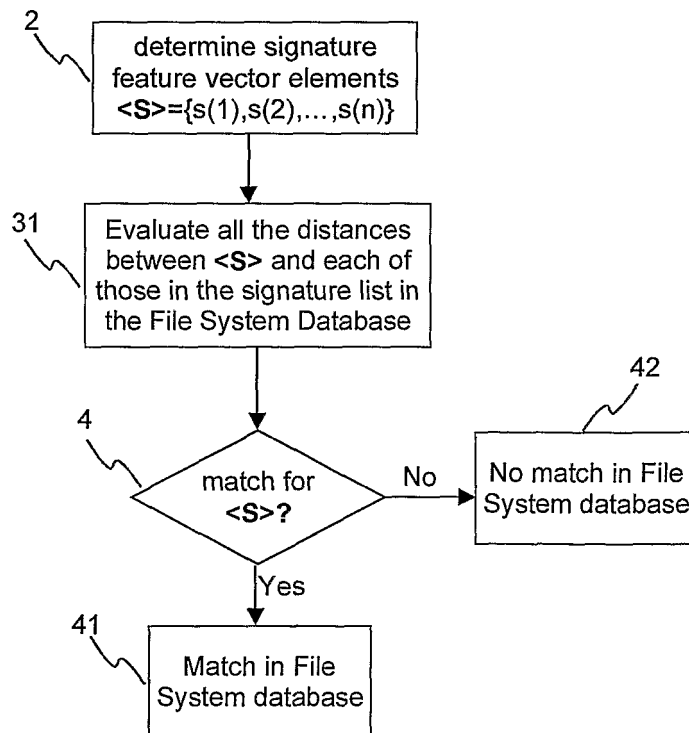 2
determine signature
feature vector elements
<S>={s(1),s(2),...,s(n)}
31
Evaluate all the distances
between <S> and each of
those in the signature list in
the File System Database
42
4
match for
<S>?
No
No match in File
System database
Yes
41
Match in File
System database